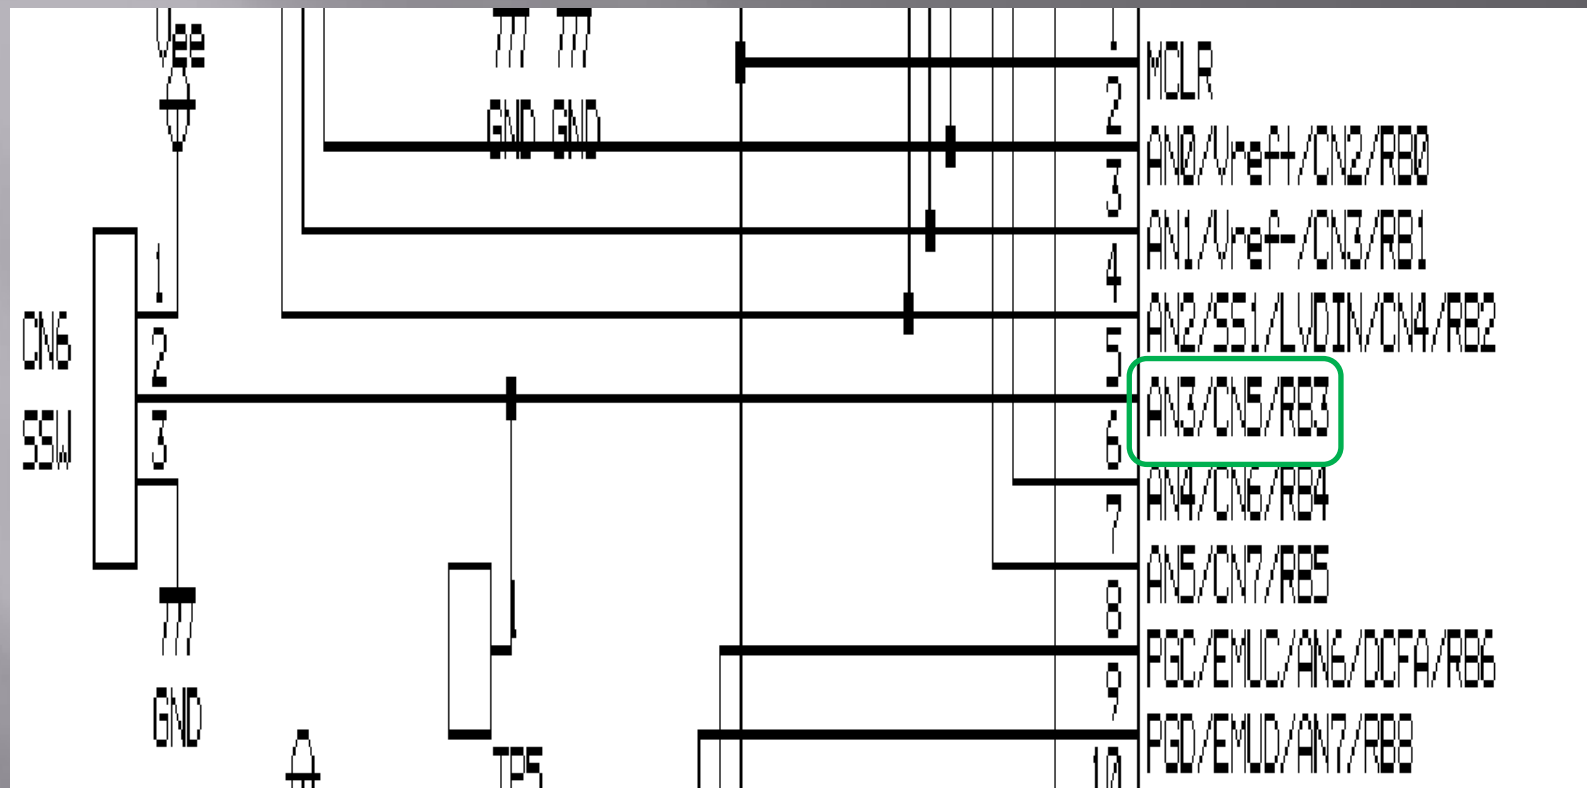 Vee
GND GND
MCLR
2
AN0/Vref+/CN2/RB0
3
AN1/Vref-/CN3/RB1
1
4
AN2/SS1/LVDIN/CN4/RB2
CN6
2
5
AN3/CN5/RB3
SSW
3
6
AN4/CN6/RB4
7
AN5/CN7/RB5
1
8
PGC/EMUC/AN6/OCFA/RB6
GND
9
PGD/EMUD/AN7/RB8
TP5
10